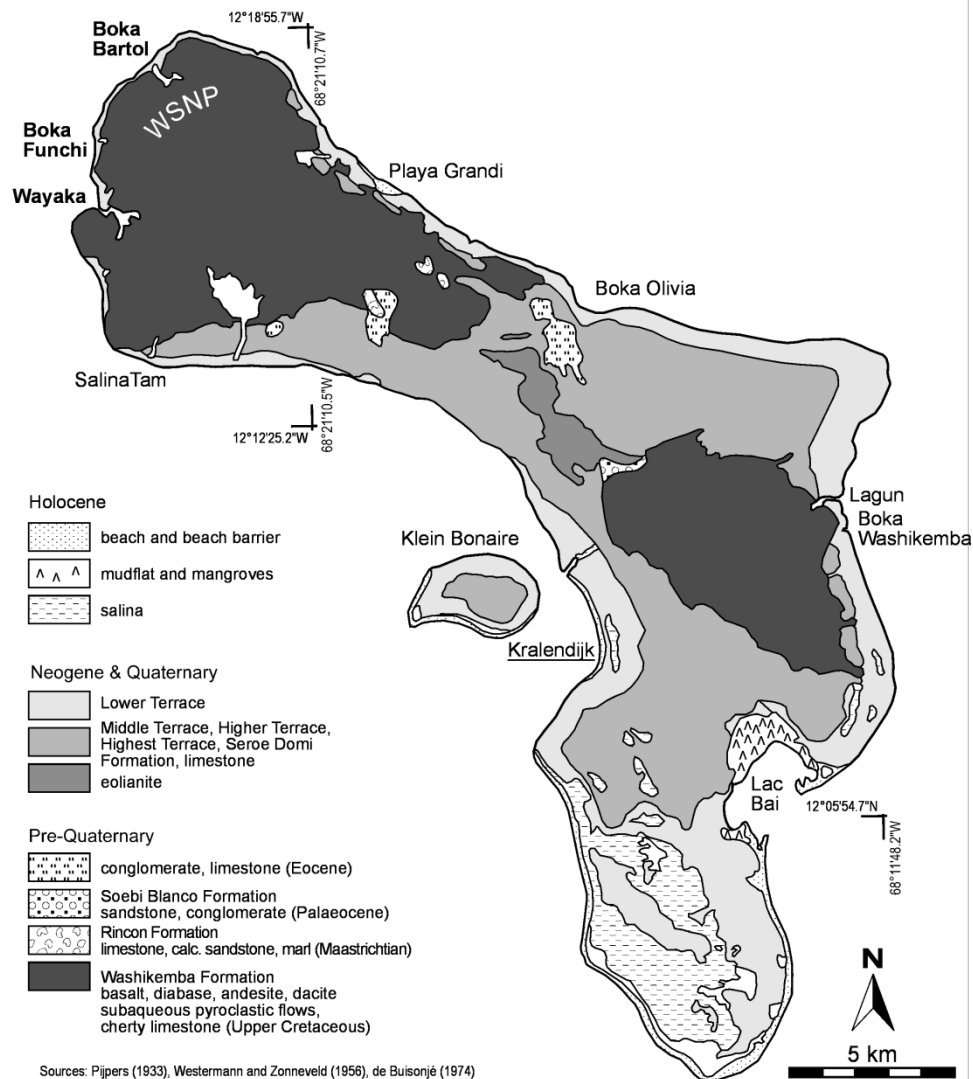 Boka
Bartol
12°18'55.7"W
68°21'10.7"W
WSNP
Boka
Funchi
Playa Grandi
Wayaka
Boka Olivia
SalinaTam
12°12'25.2"W
68°21'10.5"W
Lagun
Boka
Washikemba
Klein Bonaire
Kralendijk
Lac
Bai
12°05'54.7"N
68°11'48.2"W
Holocene
beach and beach barrier
mudflat and mangroves
salina
Neogene & Quaternary
Lower Terrace
Middle Terrace, Higher Terrace,
Highest Terrace, Seroe Domi
Formation, limestone
eolianite
Pre-Quaternary
conglomerate, limestone (Eocene)
Soebi Blanco Formation
sandstone, conglomerate (Palaeocene)
Rincon Formation
limestone, calc. sandstone, marl (Maastrichtian)
Washikemba Formation
basalt, diabase, andesite, dacite
subaqueous pyroclastic flows,
cherty limestone (Upper Cretaceous)
N
5 km
Sources: Pijpers (1933), Westermann and Zonneveld (1956), de Buisonjé (1974)